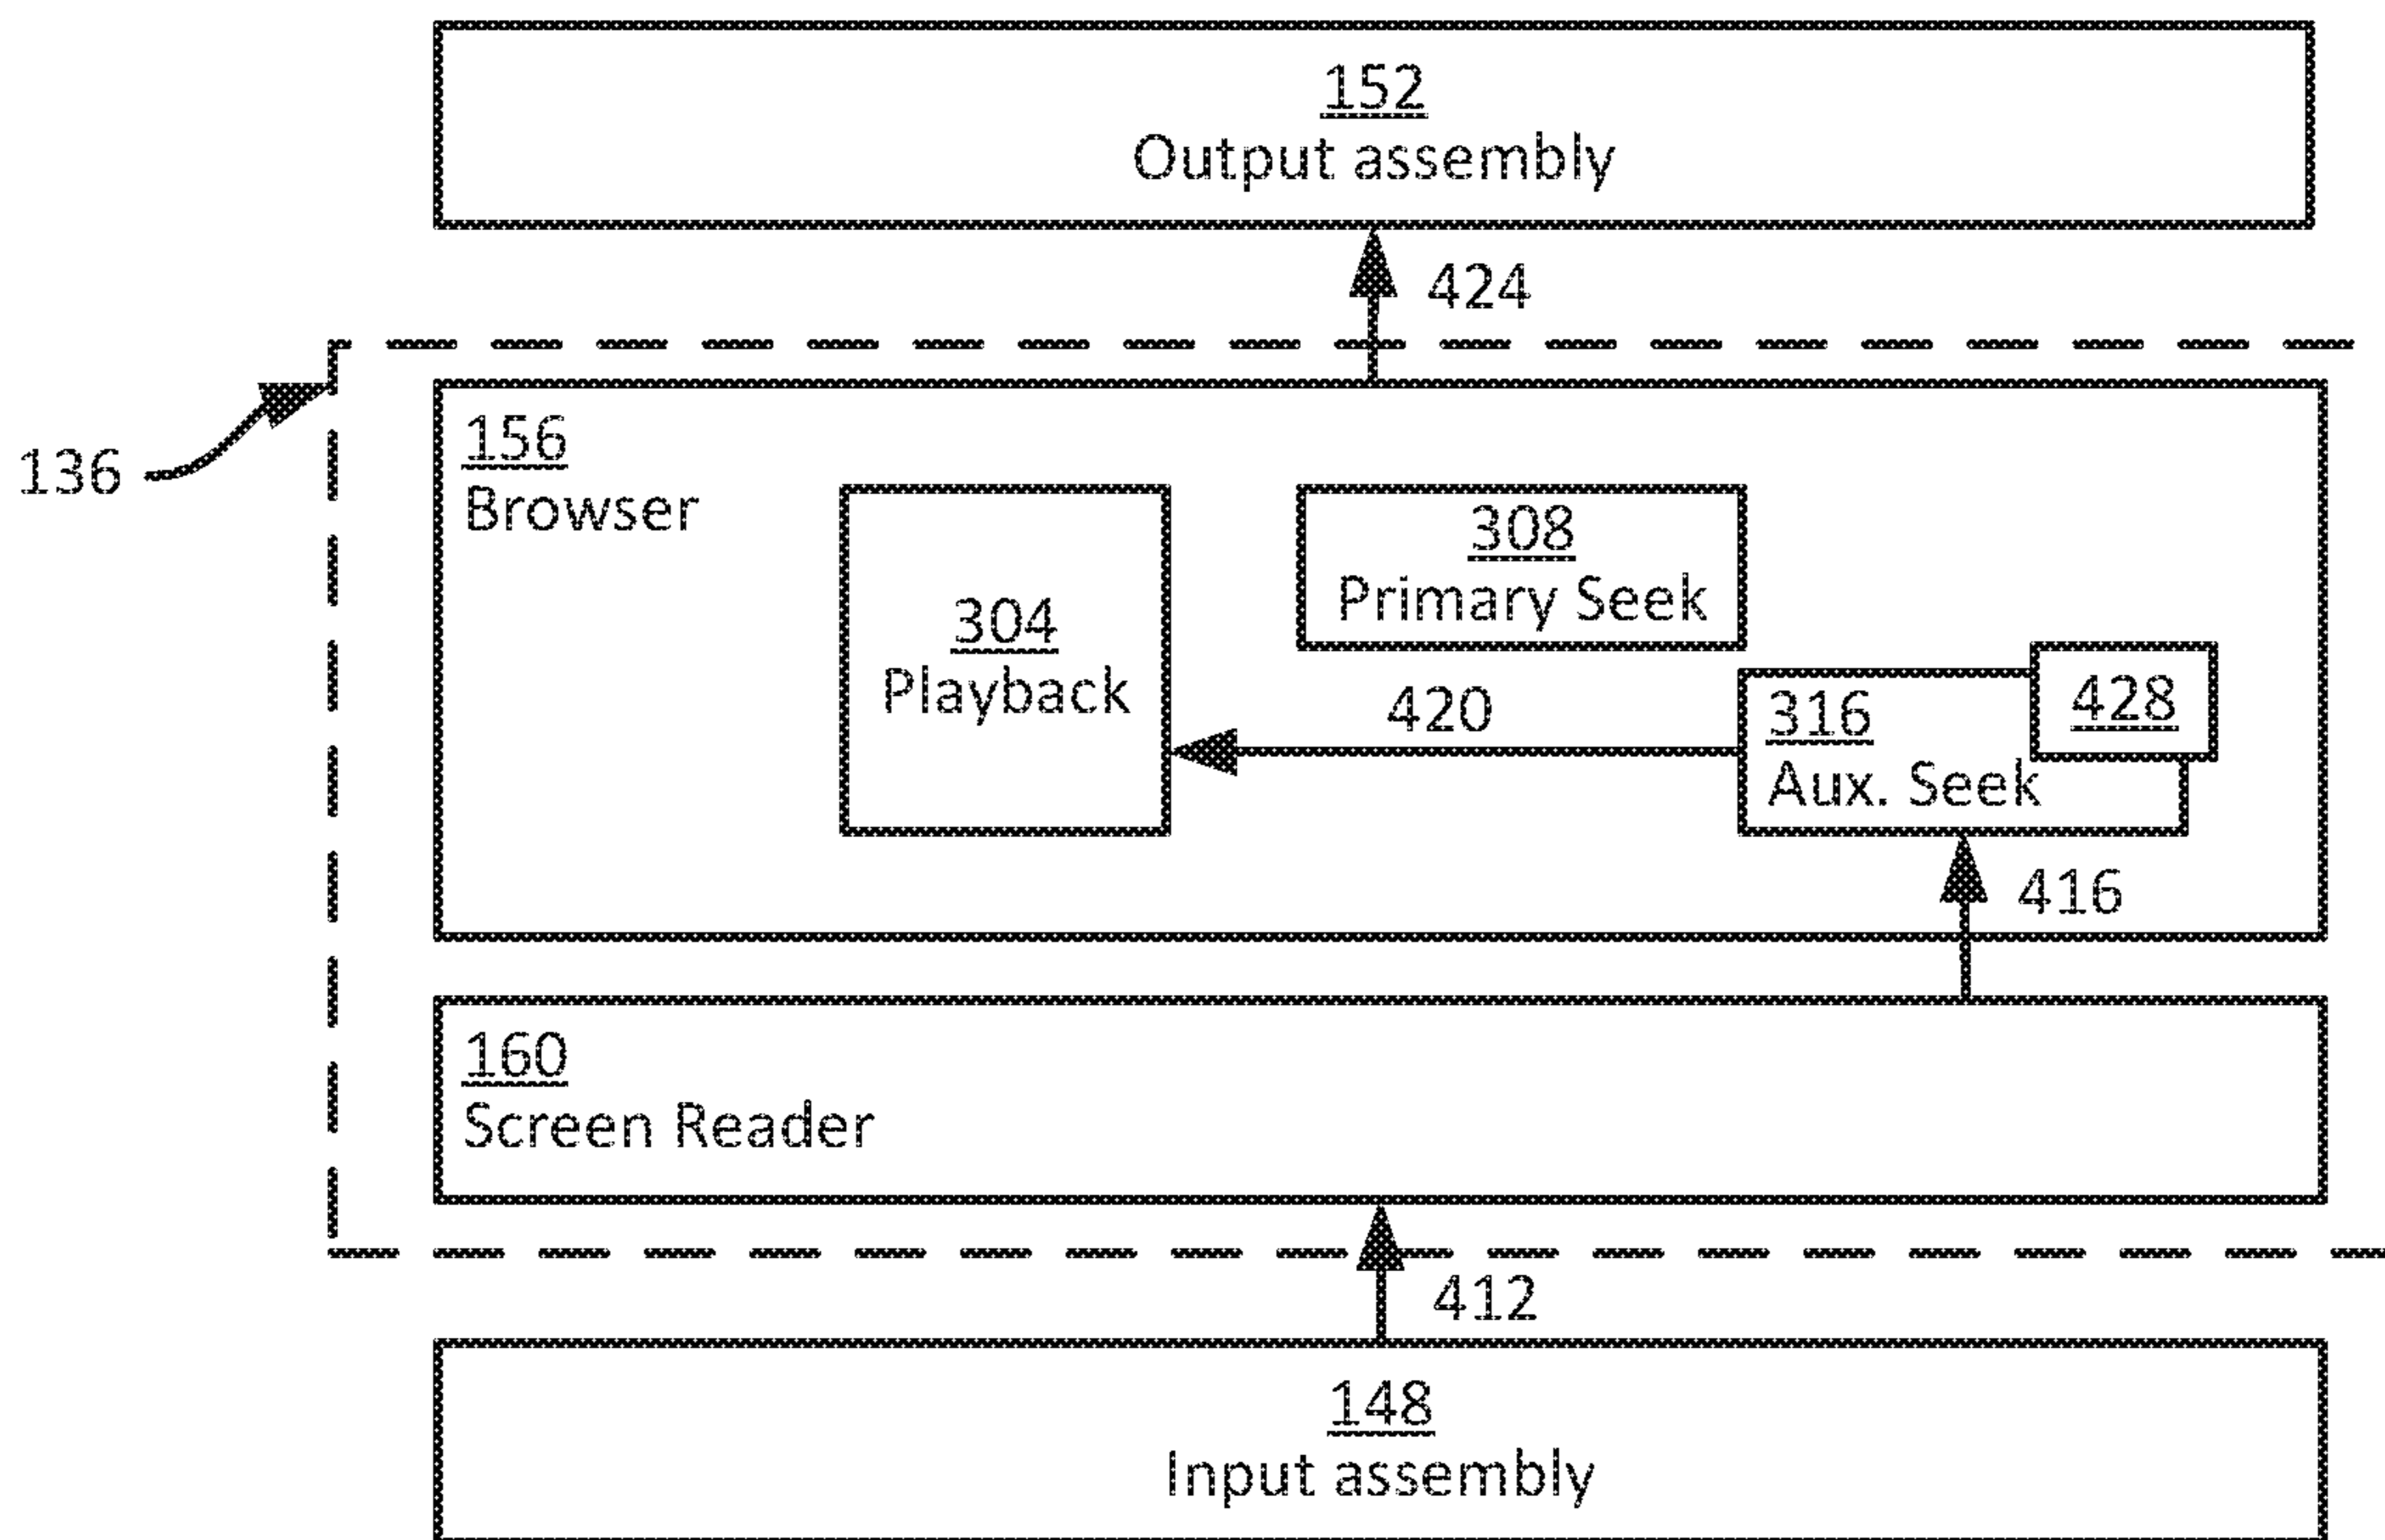 152
Output assembly
424
136
156
Browser
308
Primary Seek
304
Playback
420
316
Aux. Seek
428
416
160
Screen Reader
412
148
Input assembly